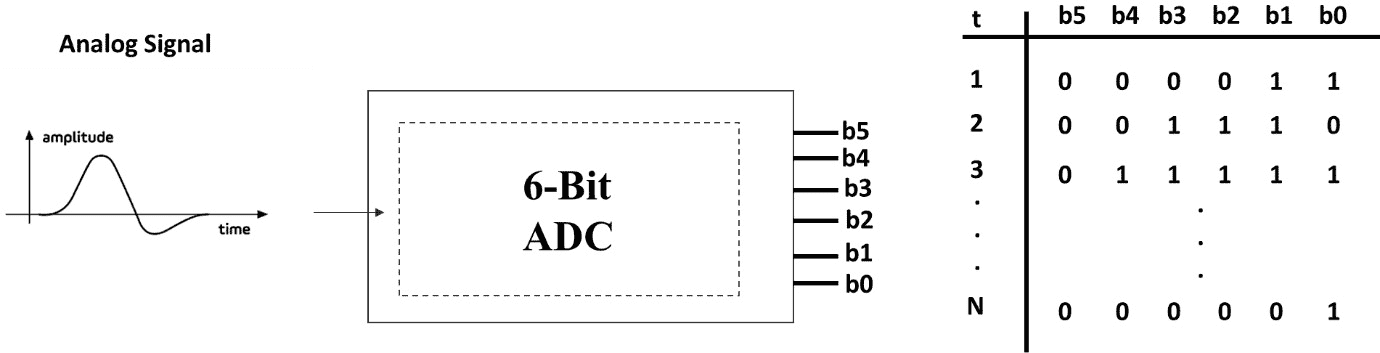 Analog Signal
amplitude
time
6-Bit
ADC
b5
b4
b3
b2
b1
b0
t b5 b4 b3 b2 b1 b0
1 0 0 0 0 1 1
2 0 0 1 1 1 0
3 0 1 1 1 1 1
. .
. .
. .
N 0 0 0 0 0 1